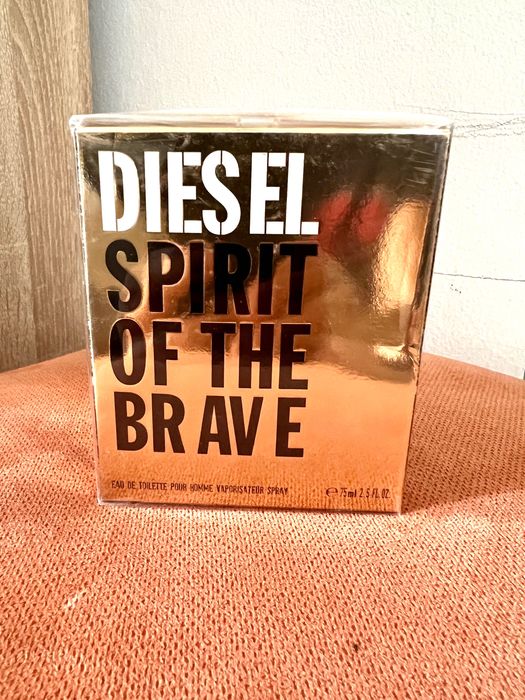 DIESEL
SPIRIT
OF THE
BRAVE
EAU DE TOILETTE POUR HOMME VAPORISATEUR SPRAY
℮ 75ml 2.5 FL.OZ.